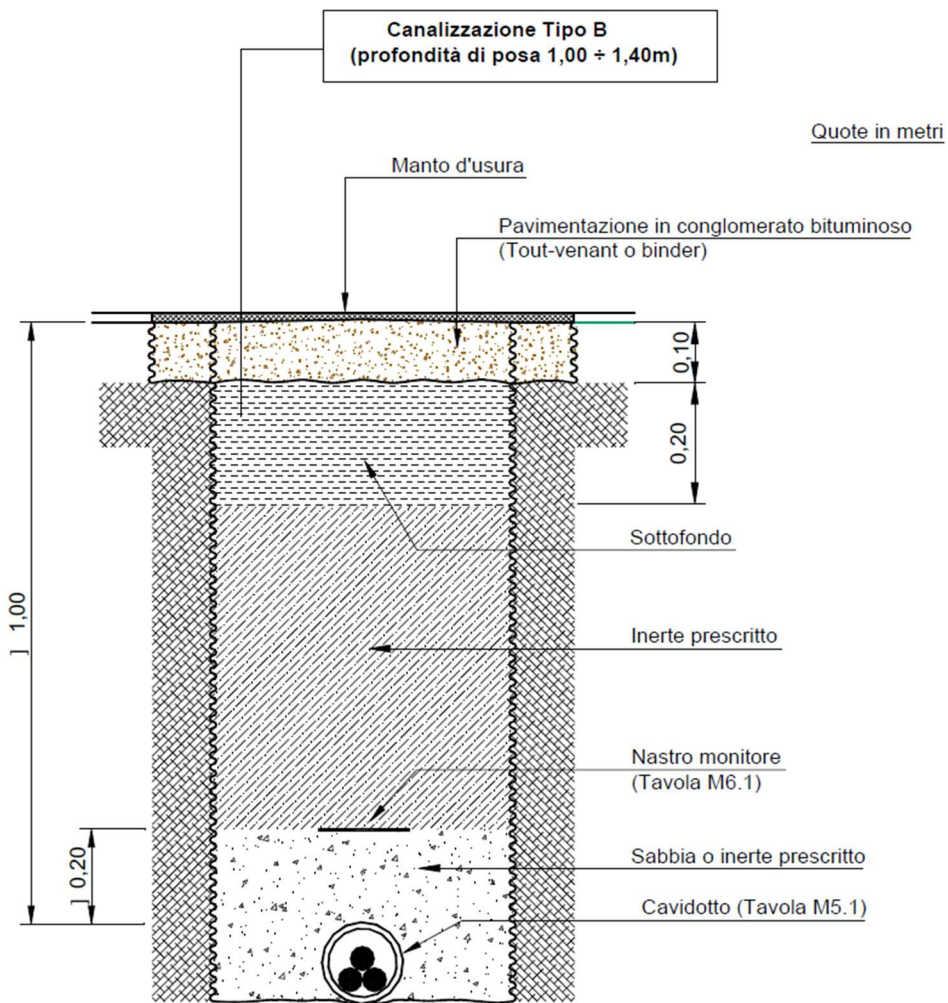 Canalizzazione Tipo B
(profondità di posa 1,00 ÷ 1,40m)
Quote in metri
Manto d'usura
Pavimentazione in conglomerato bituminoso
(Tout-venant o binder)
0,10
0,20
Sottofondo
] 1,00
Inerte prescritto
Nastro monitore
(Tavola M6.1)
] 0,20
Sabbia o inerte prescritto
Cavidotto (Tavola M5.1)